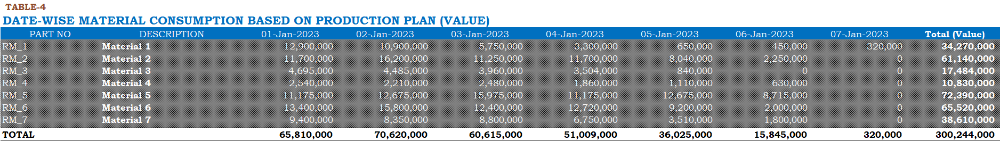 TABLE-4
DATE-WISE MATERIAL CONSUMPTION BASED ON PRODUCTION PLAN (VALUE)
PART NO DESCRIPTION 01-Jan-2023 02-Jan-2023 03-Jan-2023 04-Jan-2023 05-Jan-2023 06-Jan-2023 07-Jan-2023 Total (Value)
RM_1 Material 1 12,900,000 10,900,000 5,750,000 3,300,000 650,000 450,000 320,000 34,270,000
RM_2 Material 2 11,700,000 16,200,000 11,250,000 11,700,000 8,040,000 2,250,000 0 61,140,000
RM_3 Material 3 4,695,000 4,485,000 3,960,000 3,504,000 840,000 0 0 17,484,000
RM_4 Material 4 2,540,000 2,210,000 2,480,000 1,860,000 1,110,000 630,000 0 10,830,000
RM_5 Material 5 11,175,000 12,675,000 15,975,000 11,175,000 12,675,000 8,715,000 0 72,390,000
RM_6 Material 6 13,400,000 15,800,000 12,400,000 12,720,000 9,200,000 2,000,000 0 65,520,000
RM_7 Material 7 9,400,000 8,350,000 8,800,000 6,750,000 3,510,000 1,800,000 0 38,610,000
TOTAL 65,810,000 70,620,000 60,615,000 51,009,000 36,025,000 15,845,000 320,000 300,244,000